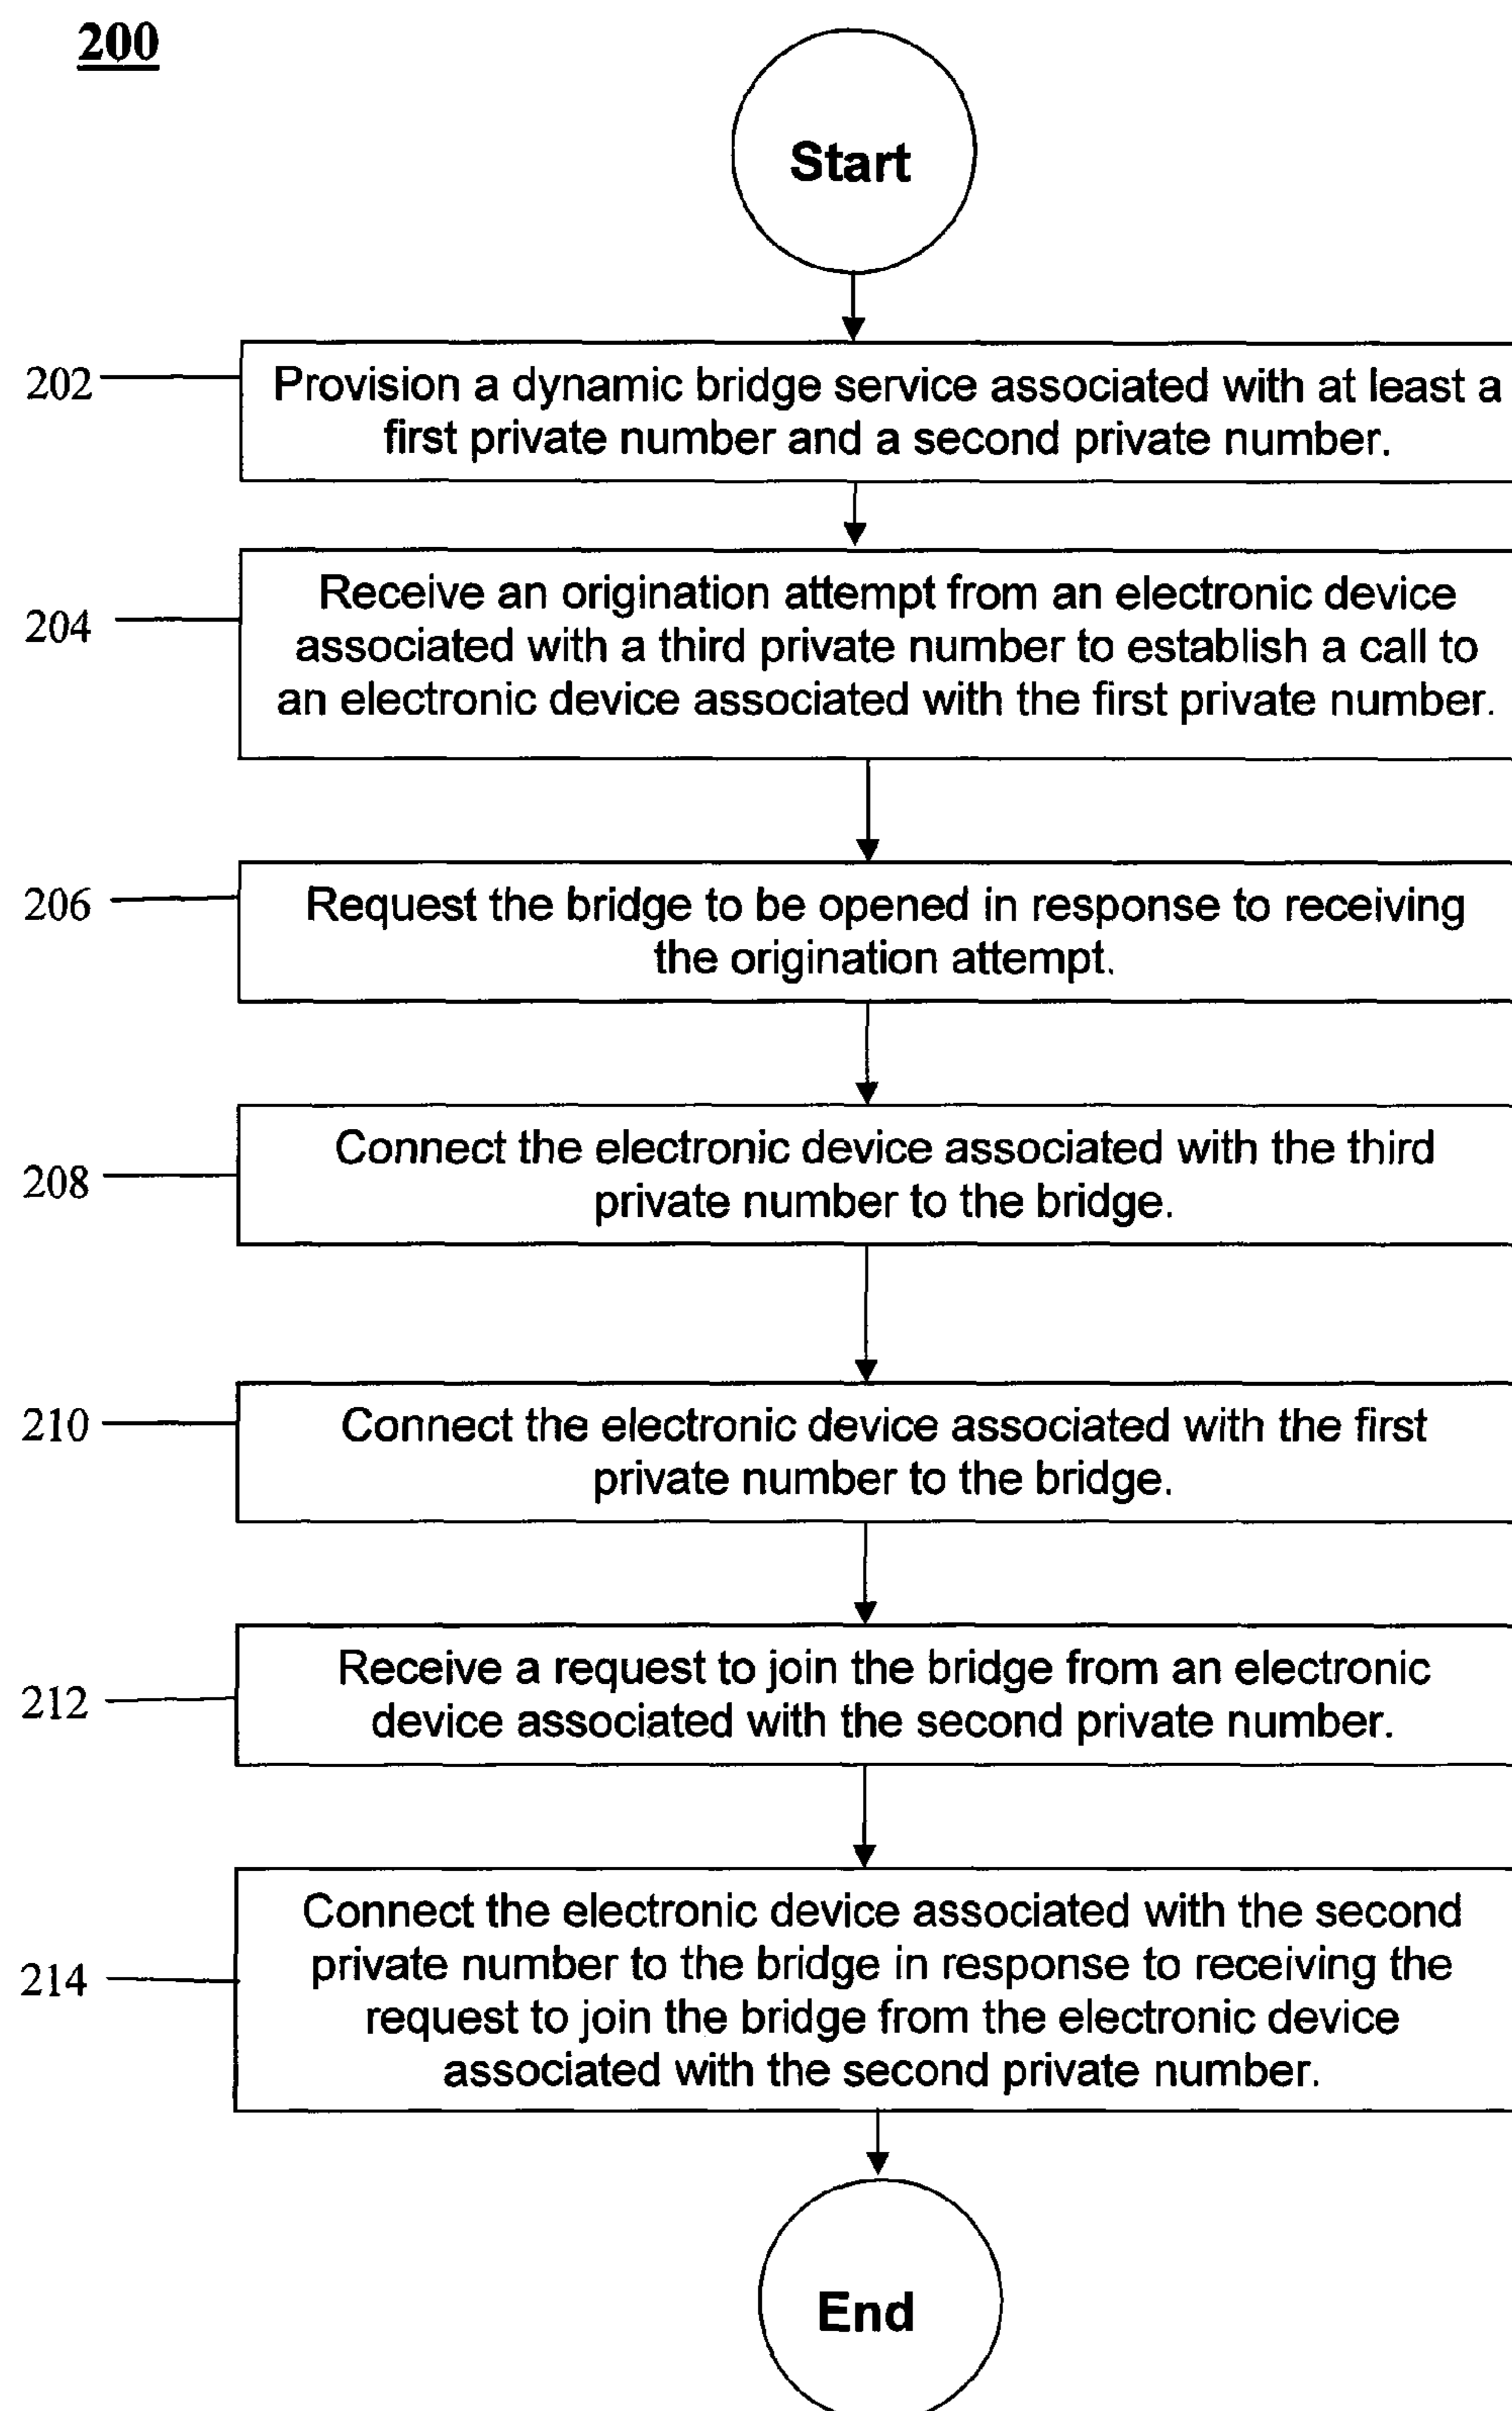 200
Start
202
Provision a dynamic bridge service associated with at least a
first private number and a second private number.
204
Receive an origination attempt from an electronic device
associated with a third private number to establish a call to
an electronic device associated with the first private number.
206
Request the bridge to be opened in response to receiving
the origination attempt.
208
Connect the electronic device associated with the third
private number to the bridge.
210
Connect the electronic device associated with the first
private number to the bridge.
212
Receive a request to join the bridge from an electronic
device associated with the second private number.
214
Connect the electronic device associated with the second
private number to the bridge in response to receiving the
request to join the bridge from the electronic device
associated with the second private number.
End